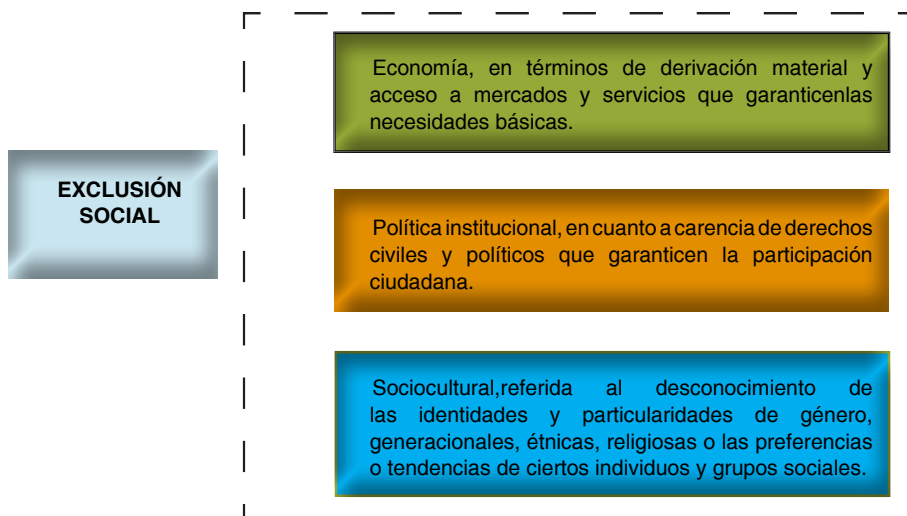 EXCLUSIÓN
SOCIAL
Economía, en términos de derivación material y
acceso a mercados y servicios que garanticenlas
necesidades básicas.
Política institucional, en cuanto a carencia de derechos
civiles y políticos que garanticen la participación
ciudadana.
Sociocultural,referida al desconocimiento de
las identidades y particularidades de género,
generacionales, étnicas, religiosas o las preferencias
o tendencias de ciertos individuos y grupos sociales.